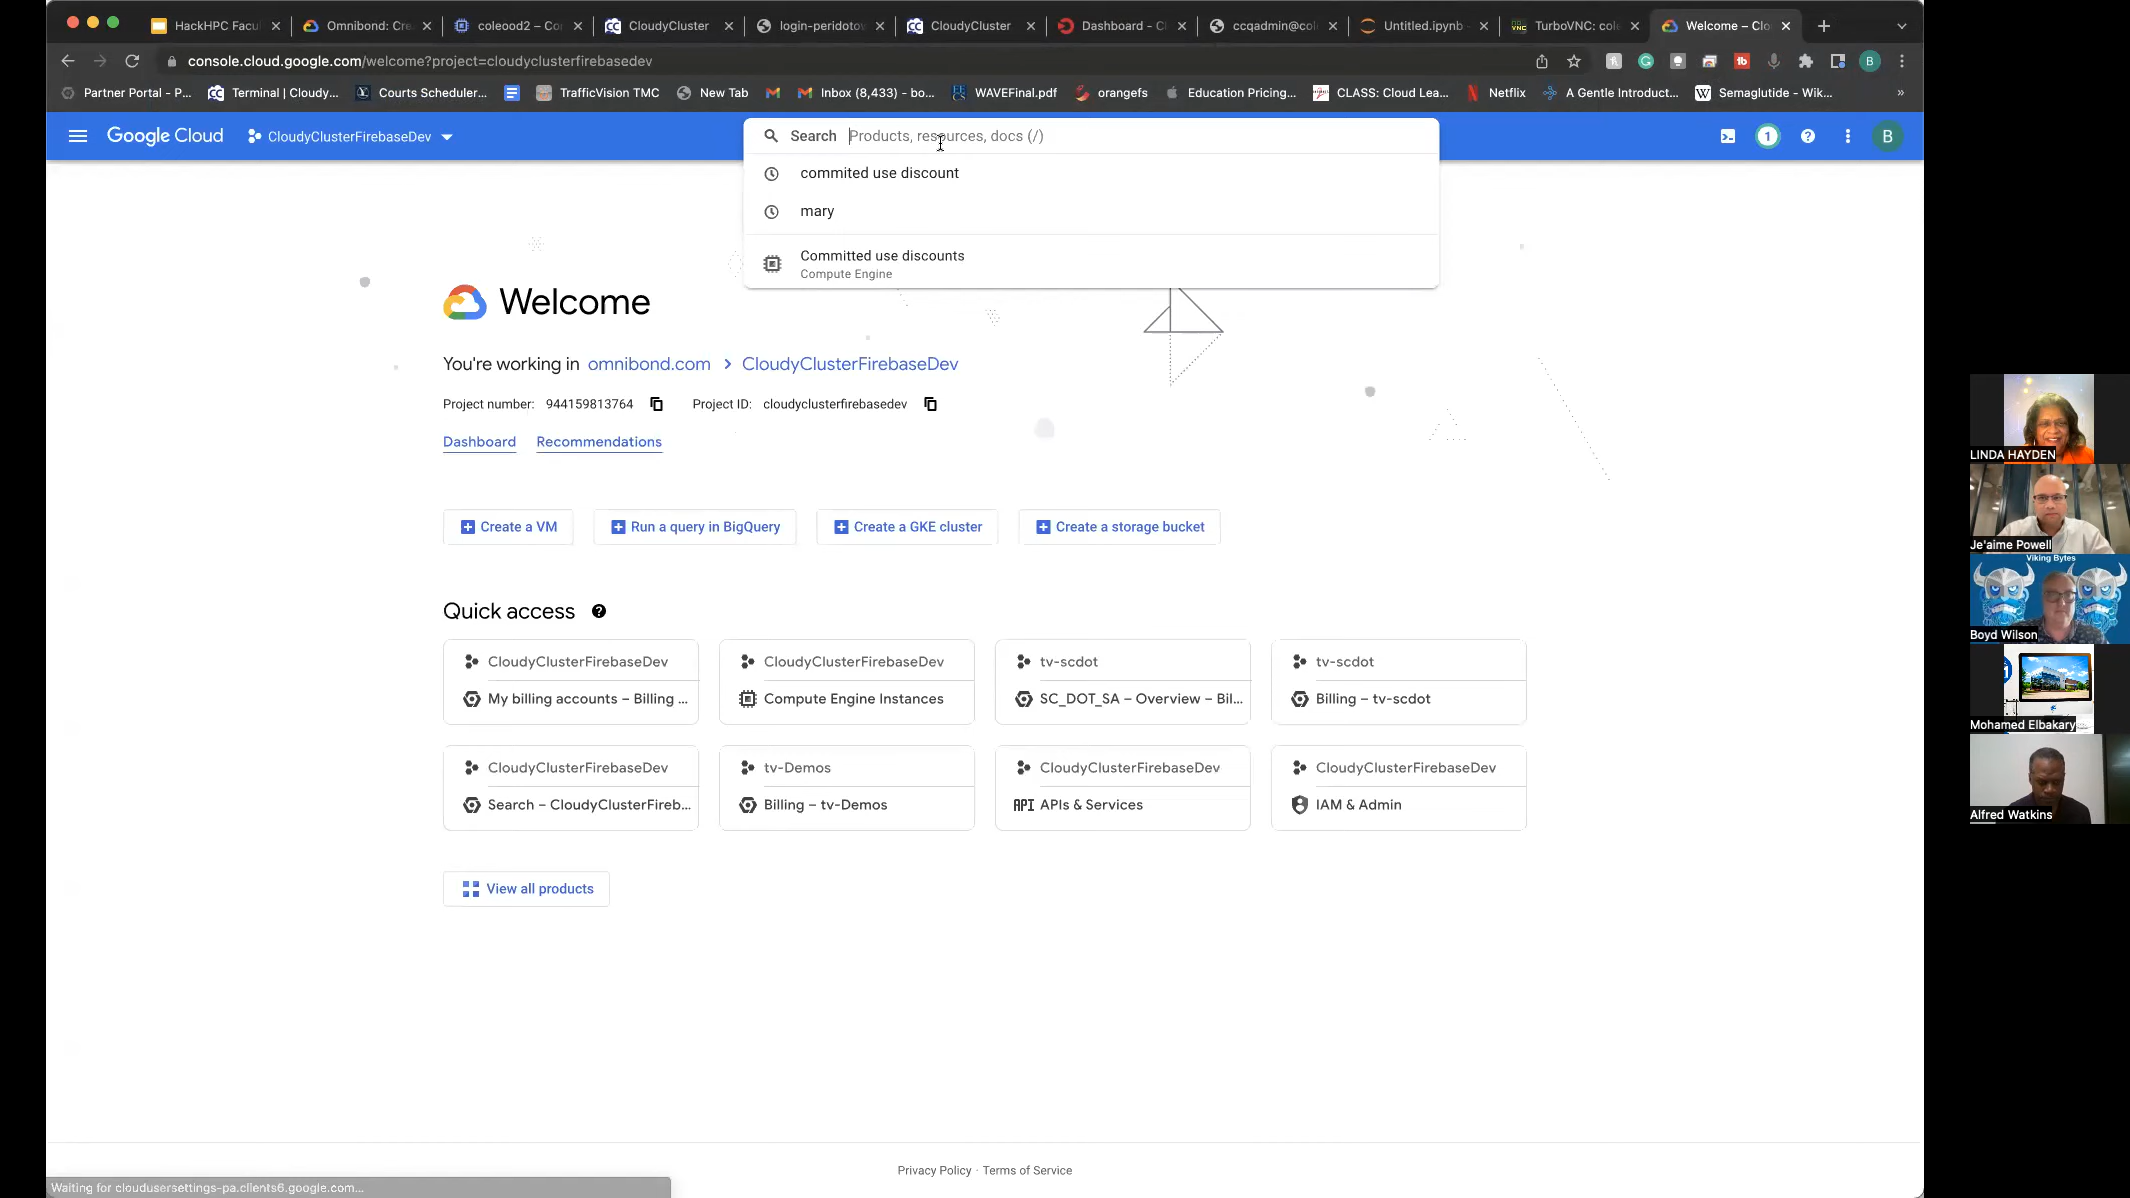 HackHPC Facul
Omnibond: Cre
coleood2 – Con
CloudyCluster
login-peridotov
CloudyCluster
Dashboard - C
ccqadmin@col
Untitled.ipynb -
TurboVNC: cole
Welcome – Clo
console.cloud.google.com/welcome?project=cloudyclusterfirebasedev
B
Partner Portal - P...
Terminal | Cloudy...
Courts Scheduler...
TrafficVision TMC
New Tab
Inbox (8,433) - bo...
WAVEFinal.pdf
orangefs
Education Pricing...
CLASS: Cloud Lea...
Netflix
A Gentle Introduct...
Semaglutide - Wik...
»
Google Cloud
CloudyClusterFirebaseDev
Search Products, resources, docs (/)
1
B
commited use discount
mary
Committed use discounts
Compute Engine
Welcome
You're working in omnibond.com > CloudyClusterFirebaseDev
Project number: 944159813764 Project ID: cloudyclusterfirebasedev
Dashboard Recommendations
Create a VM
Run a query in BigQuery
Create a GKE cluster
Create a storage bucket
Quick access
CloudyClusterFirebaseDev
My billing accounts – Billing ...
CloudyClusterFirebaseDev
Compute Engine Instances
tv-scdot
SC_DOT_SA – Overview – Bil...
tv-scdot
Billing – tv-scdot
CloudyClusterFirebaseDev
Search – CloudyClusterFireb...
tv-Demos
Billing – tv-Demos
CloudyClusterFirebaseDev
API APIs & Services
CloudyClusterFirebaseDev
IAM & Admin
View all products
Privacy Policy · Terms of Service
Waiting for cloudusersettings-pa.clients6.google.com...
LINDA HAYDEN
Je'aime Powell
Viking Bytes
Boyd Wilson
Mohamed Elbakary
Alfred Watkins